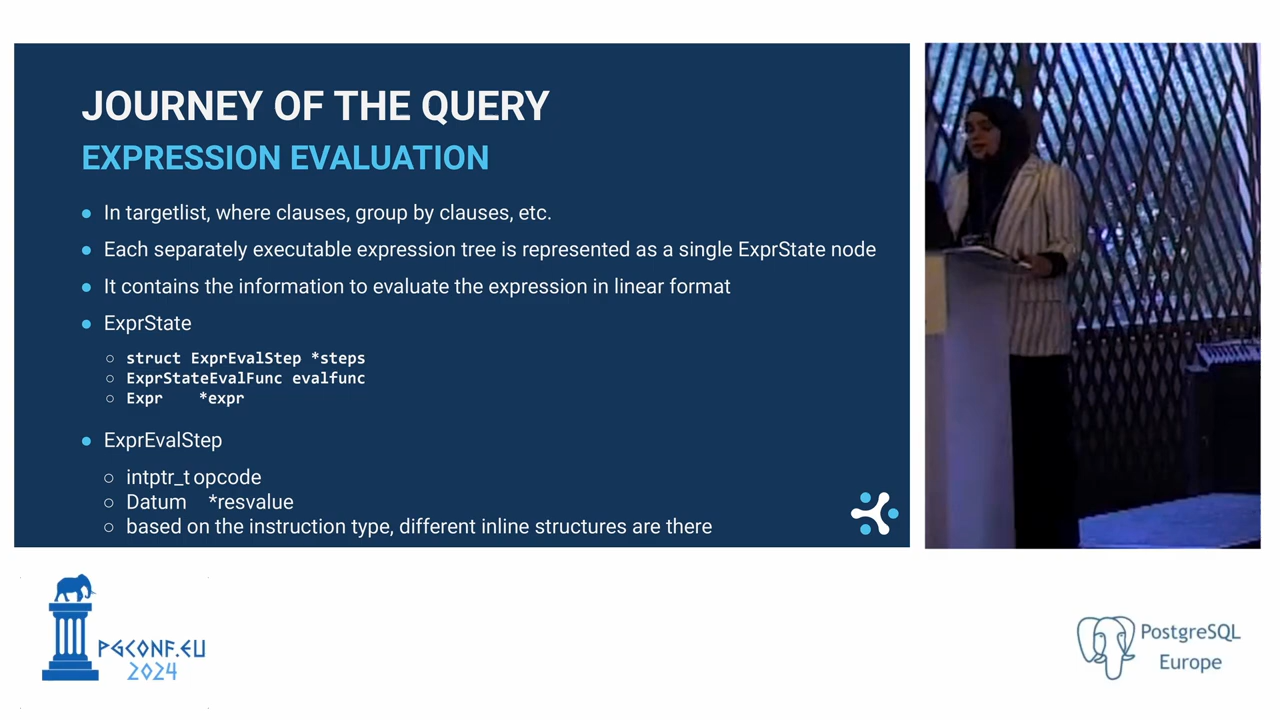 JOURNEY OF THE QUERY
EXPRESSION EVALUATION
In targetlist, where clauses, group by clauses, etc.
Each separately executable expression tree is represented as a single ExprState node
It contains the information to evaluate the expression in linear format
ExprState
struct ExprEvalStep *steps
ExprStateEvalFunc evalfunc
Expr *expr
ExprEvalStep
intptr_t opcode
Datum *resvalue
based on the instruction type, different inline structures are there
PGCONF.EU
2024
PostgreSQL
Europe